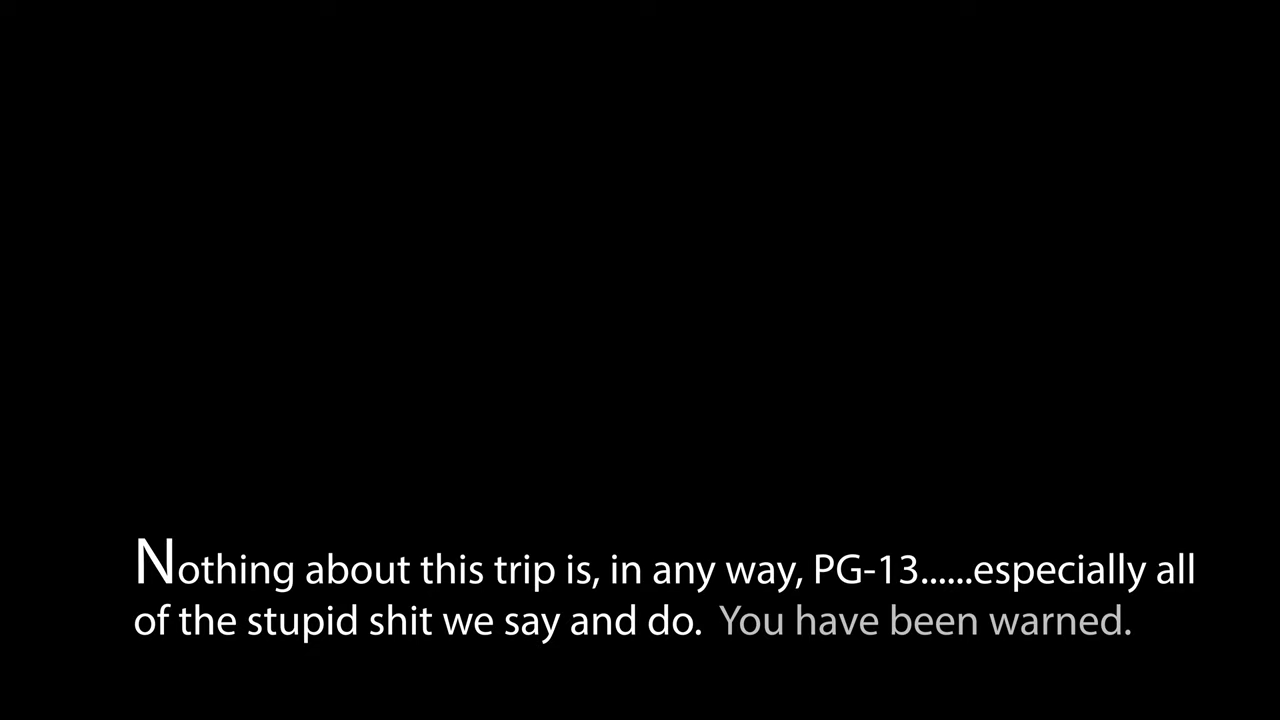 Nothing about this trip is, in any way, PG-13......especially all
of the stupid shit we say and do.  You have been warned.